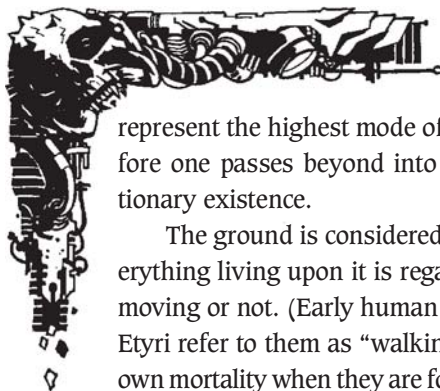 represent the highest mode of
fore one passes beyond into
tionary existence.
The ground is considered
erything living upon it is rega
moving or not. (Early human
Etyri refer to them as “walkin
own mortality when they are fo